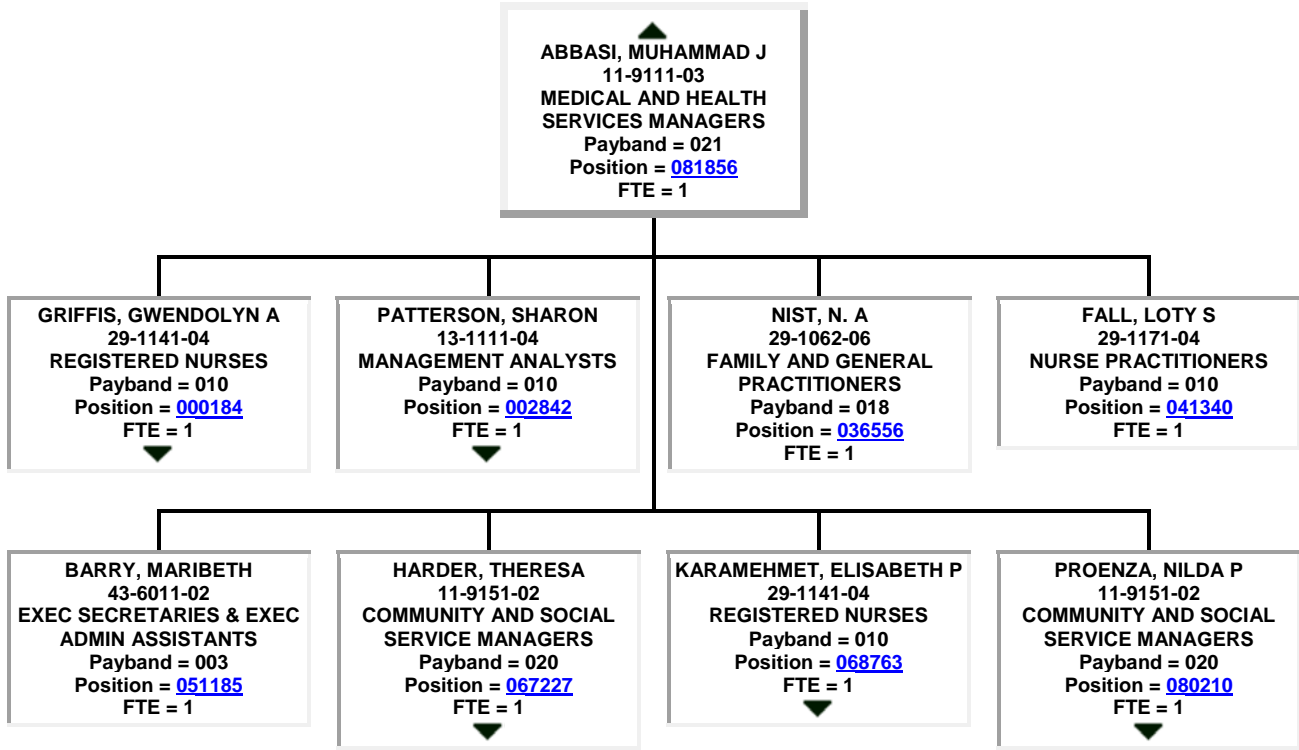 ABBASI, MUHAMMAD J
11-9111-03
MEDICAL AND HEALTH
SERVICES MANAGERS
Payband = 021
Position = 081856
FTE = 1
GRIFFIS, GWENDOLYN A
29-1141-04
REGISTERED NURSES
Payband = 010
Position = 000184
FTE = 1
PATTERSON, SHARON
13-1111-04
MANAGEMENT ANALYSTS
Payband = 010
Position = 002842
FTE = 1
NIST, N. A
29-1062-06
FAMILY AND GENERAL
PRACTITIONERS
Payband = 018
Position = 036556
FTE = 1
FALL, LOTY S
29-1171-04
NURSE PRACTITIONERS
Payband = 010
Position = 041340
FTE = 1
BARRY, MARIBETH
43-6011-02
EXEC SECRETARIES & EXEC
ADMIN ASSISTANTS
Payband = 003
Position = 051185
FTE = 1
HARDER, THERESA
11-9151-02
COMMUNITY AND SOCIAL
SERVICE MANAGERS
Payband = 020
Position = 067227
FTE = 1
KARAMEHMET, ELISABETH P
29-1141-04
REGISTERED NURSES
Payband = 010
Position = 068763
FTE = 1
PROENZA, NILDA P
11-9151-02
COMMUNITY AND SOCIAL
SERVICE MANAGERS
Payband = 020
Position = 080210
FTE = 1